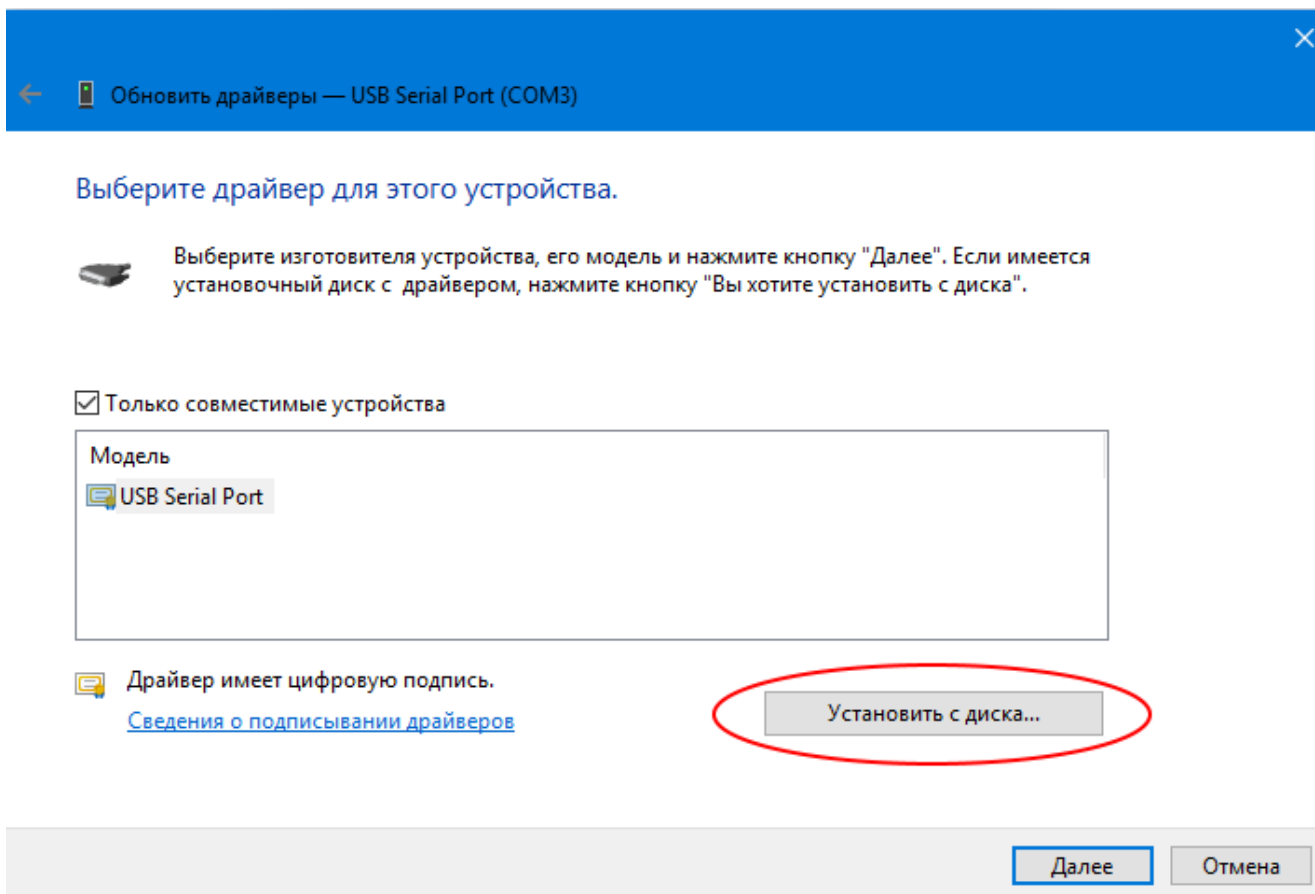 Обновить драйверы — USB Serial Port (COM3)
Выберите драйвер для этого устройства.
Выберите изготовителя устройства, его модель и нажмите кнопку "Далее". Если имеется
установочный диск с  драйвером, нажмите кнопку "Вы хотите установить с диска".
Только совместимые устройства
Модель
USB Serial Port
Драйвер имеет цифровую подпись.
Сведения о подписывании драйверов
Установить с диска...
Далее
Отмена